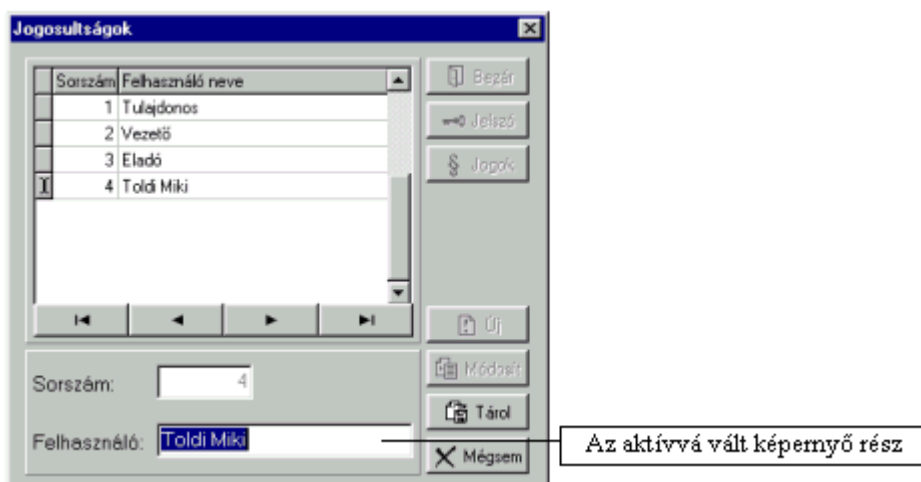 Jogosultságok
Sorszám Felhasználó neve
1 Tulajdonos
2 Vezető
3 Eladó
4 Toldi Miki
Bezár
Jelszó
§ Jogok
Új
Módosít
Tárol
Mégsem
Sorszám: 4
Felhasználó: Toldi Miki
Az aktívvá vált képernyő rész